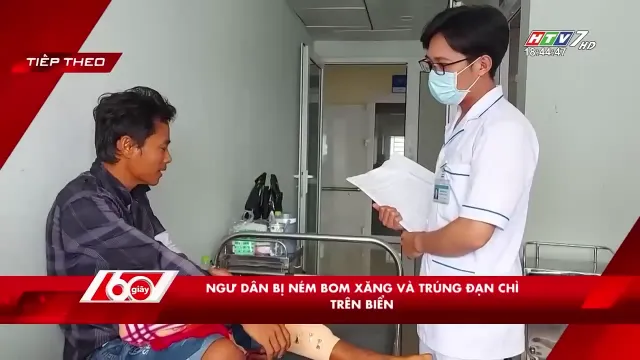 TIẾP THEO
HTV7 HD
18:44:47
60 giây
NGƯ DÂN BỊ NÉM BOM XĂNG VÀ TRÚNG ĐẠN CHÌ
TRÊN BIỂN